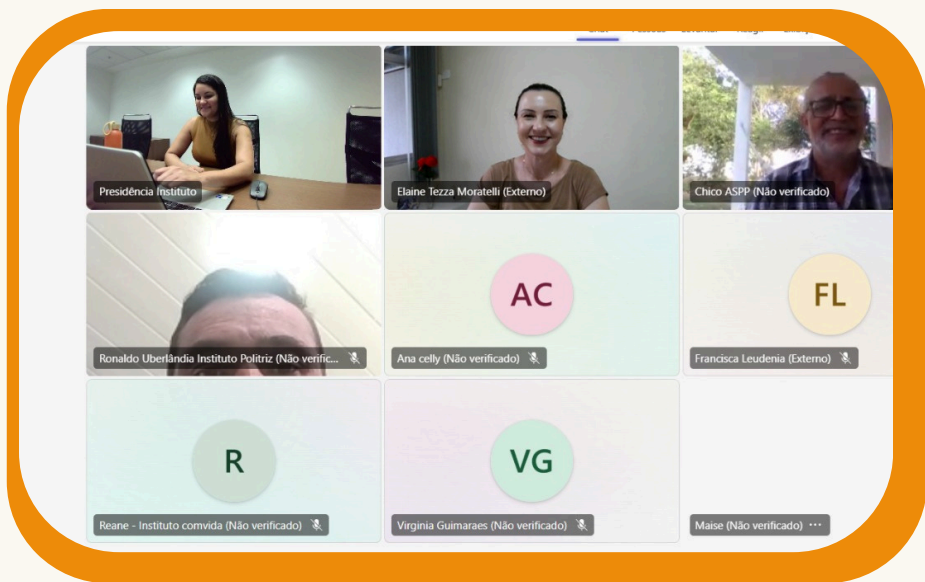 Presidência Instituto
Elaine Tezza Moratelli (Externo)
Chico ASPP (Não verificado)
Ronaldo Uberlândia Instituto Politriz (Não verific...
AC
Ana celly (Não verificado)
FL
Francisca Leudenia (Externo)
R
Reane - Instituto comvida (Não verificado)
VG
Virginia Guimaraes (Não verificado)
Maise (Não verificado) ...